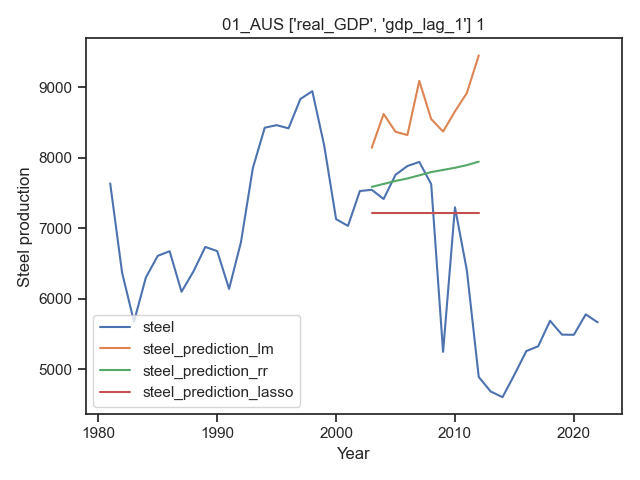 01_AUS ['real_GDP', 'gdp_lag_1'] 1
9000
8000
7000
6000
5000
Steel production
steel
steel_prediction_lm
steel_prediction_rr
steel_prediction_lasso
1980
1990
2000
2010
2020
Year